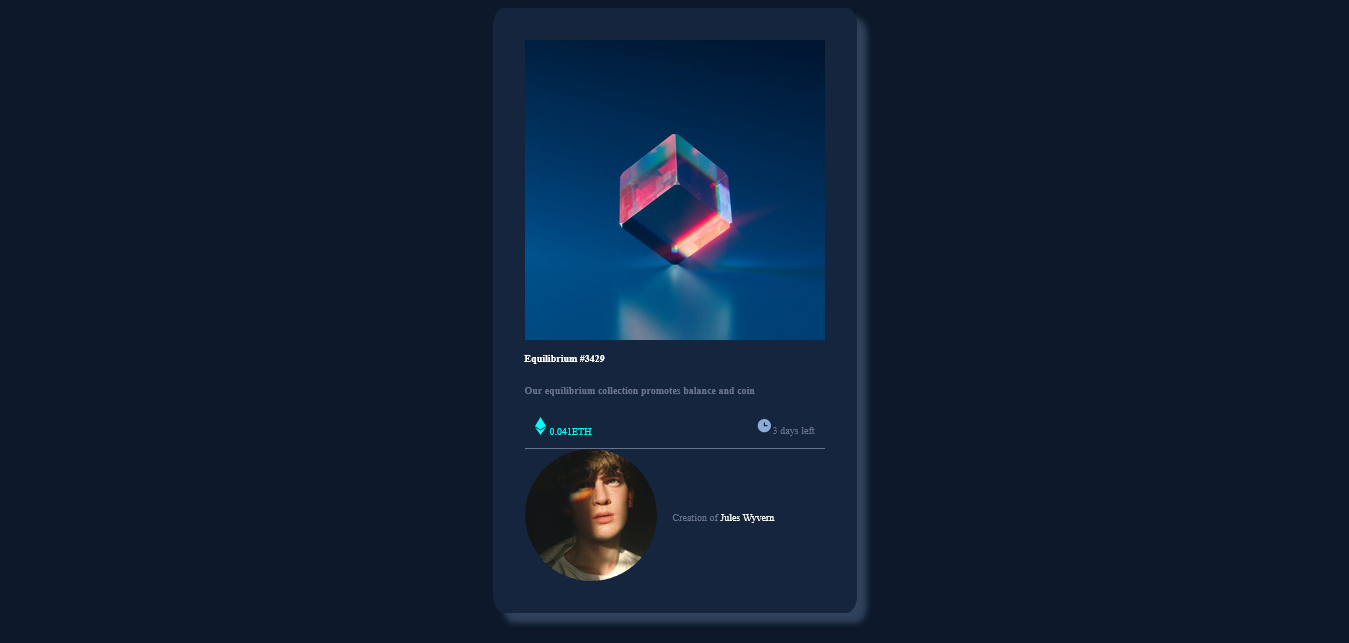 Equilibrium #3429
Our equilibrium collection promotes balance and coin
0.041ETH
3 days left
Creation of Jules Wyvern